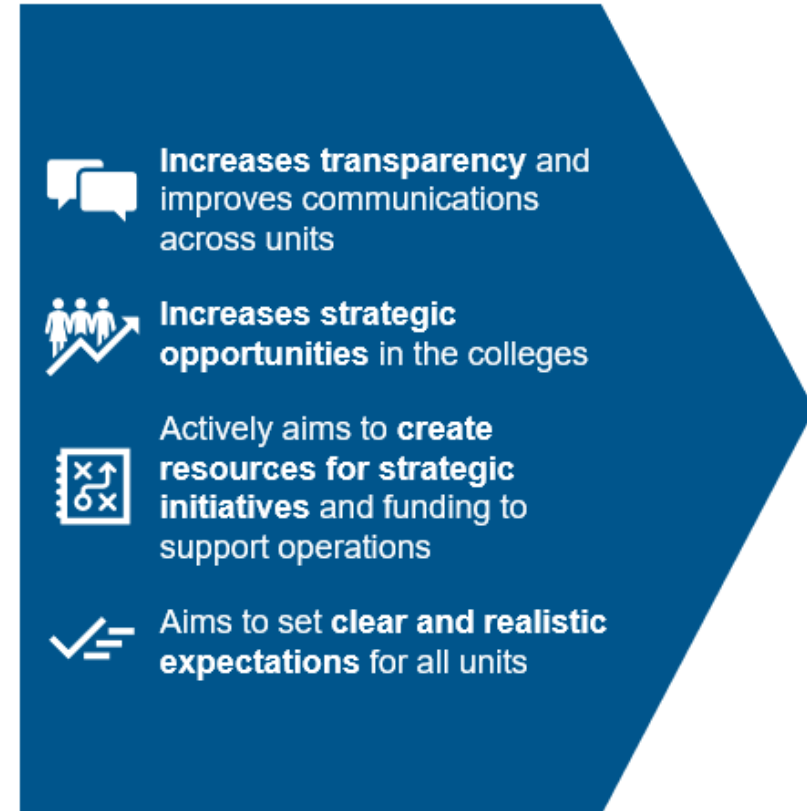 Increases transparency and
improves communications
across units
Increases strategic
opportunities in the colleges
Actively aims to create
resources for strategic
initiatives and funding to
support operations
Aims to set clear and realistic
expectations for all units